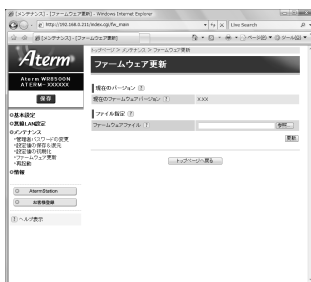 [メンテナンス] - [ファームウェア更新] - Windows Internet Explorer
http://192.168.0.211/index.cgi/fw_main
Live Search
[メンテナンス] - [ファームウェア更新]
ページ(P)
ツール(O)
Aterm
Aterm WR8500N
ATERM-XXXXXX
保存
基本設定
無線LAN設定
メンテナンス
管理者パスワードの変更
設定値の保存&復元
設定値の初期化
ファームウェア更新
再起動
情報
AtermStation
お客様登録
? ヘルプ表示
トップページ > メンテナンス > ファームウェア更新
ファームウェア更新
現在のバージョン ?
現在のファームウェアバージョン ? X.X.X
ファイル指定 ?
ファームウェアファイル ? 参照...
更新
トップページへ戻る